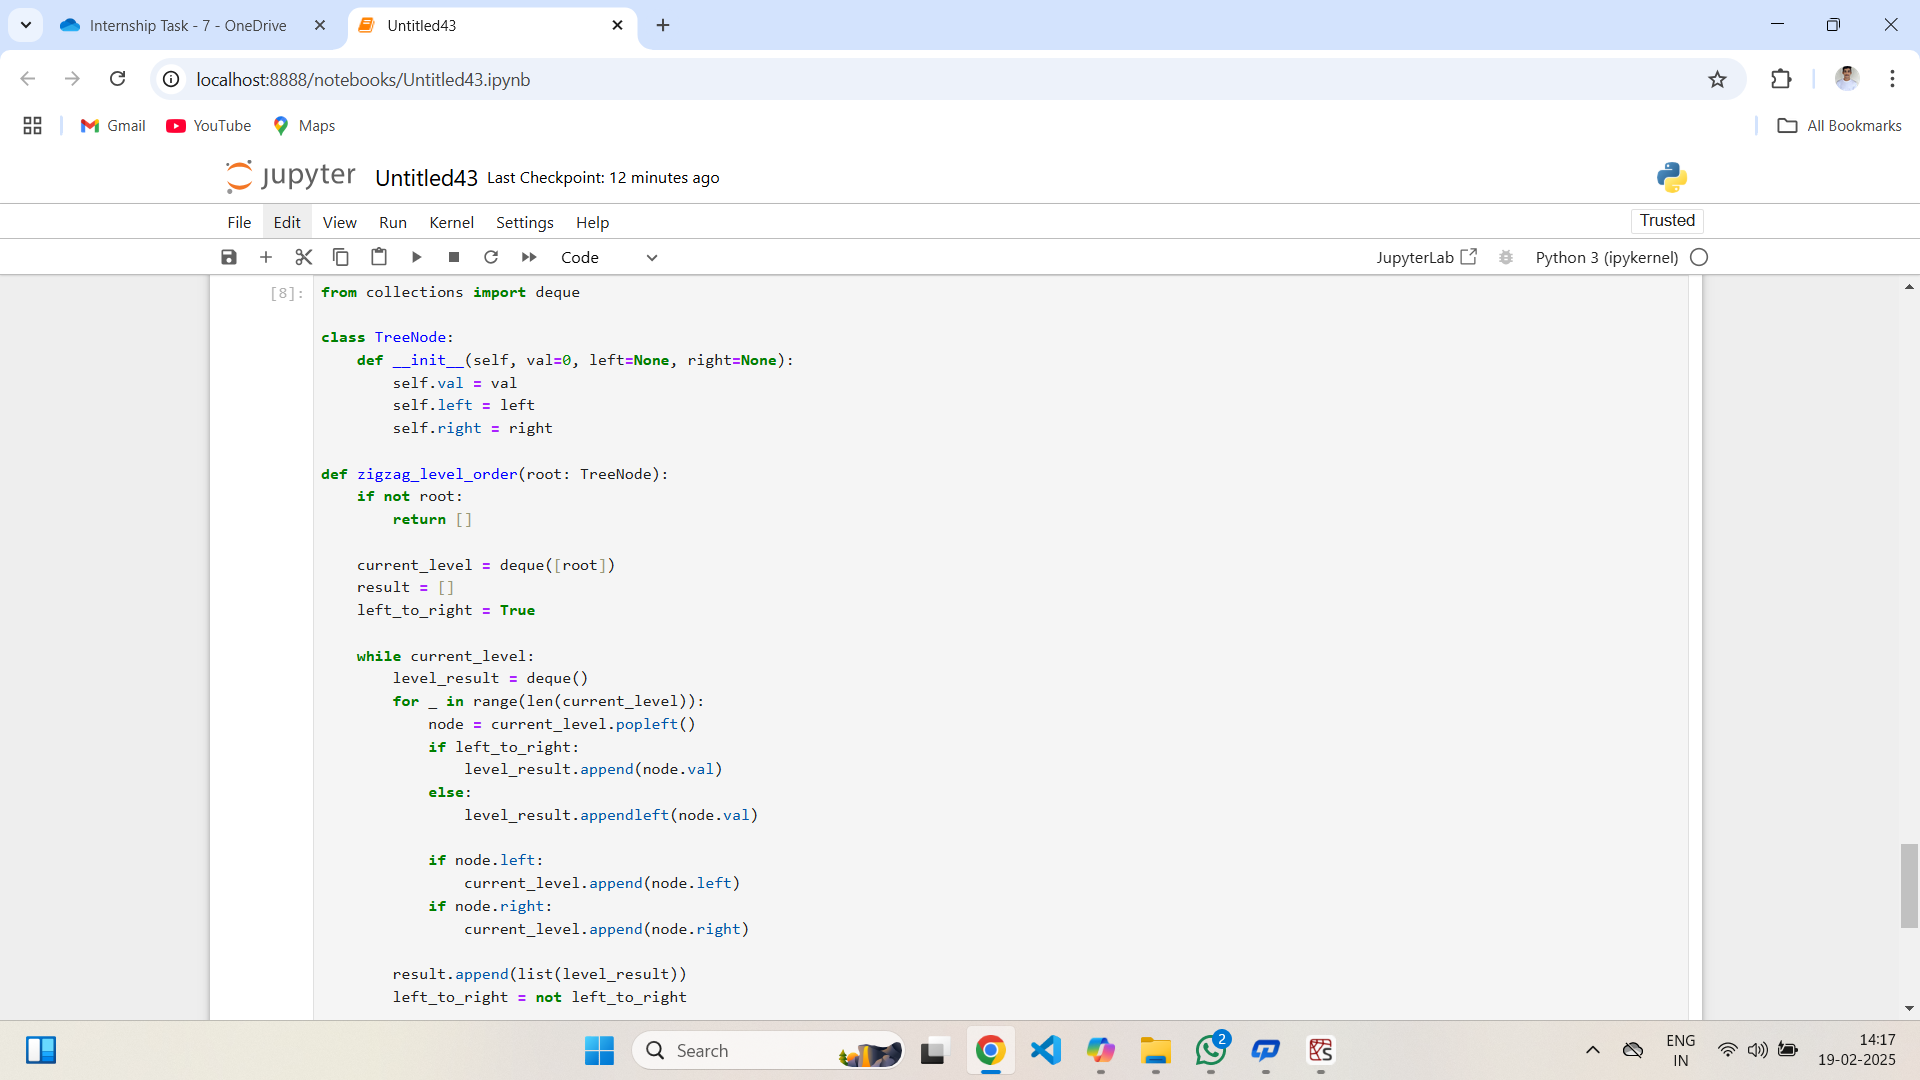 Internship Task - 7 - OneDrive
Untitled43
localhost:8888/notebooks/Untitled43.ipynb
Gmail
YouTube
Maps
All Bookmarks
jupyter Untitled43 Last Checkpoint: 12 minutes ago
File Edit View Run Kernel Settings Help
Trusted
Code
JupyterLab
Python 3 (ipykernel)
[8]:
from collections import deque

class TreeNode:
    def __init__(self, val=0, left=None, right=None):
        self.val = val
        self.left = left
        self.right = right

def zigzag_level_order(root: TreeNode):
    if not root:
        return []

    current_level = deque([root])
    result = []
    left_to_right = True

    while current_level:
        level_result = deque()
        for _ in range(len(current_level)):
            node = current_level.popleft()
            if left_to_right:
                level_result.append(node.val)
            else:
                level_result.appendleft(node.val)

            if node.left:
                current_level.append(node.left)
            if node.right:
                current_level.append(node.right)

        result.append(list(level_result))
        left_to_right = not left_to_right
Search
2
ENG
IN
14:17
19-02-2025